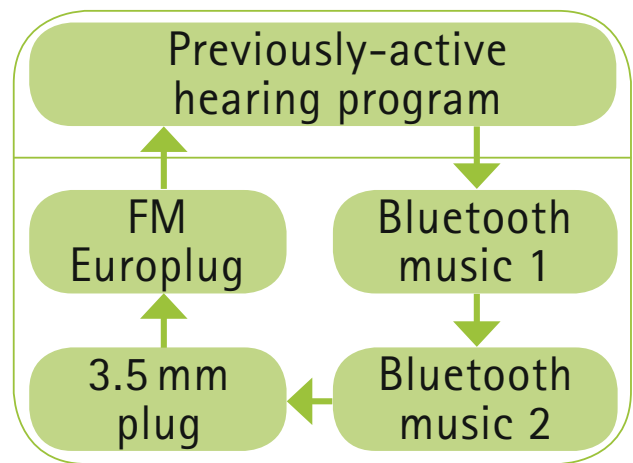 Previously-active
hearing program
FM
Europlug
Bluetooth
music 1
3.5 mm
plug
Bluetooth
music 2